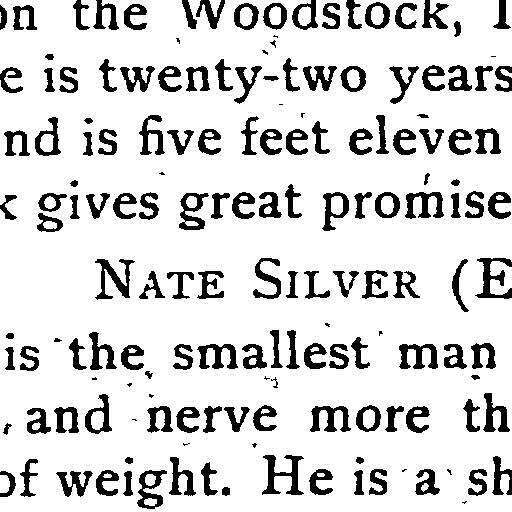 on the Woodstock, I
e is twenty-two years
nd is five feet eleven
k gives great promise
NATE SILVER (E
is the smallest man
, and nerve more th
of weight. He is a sh